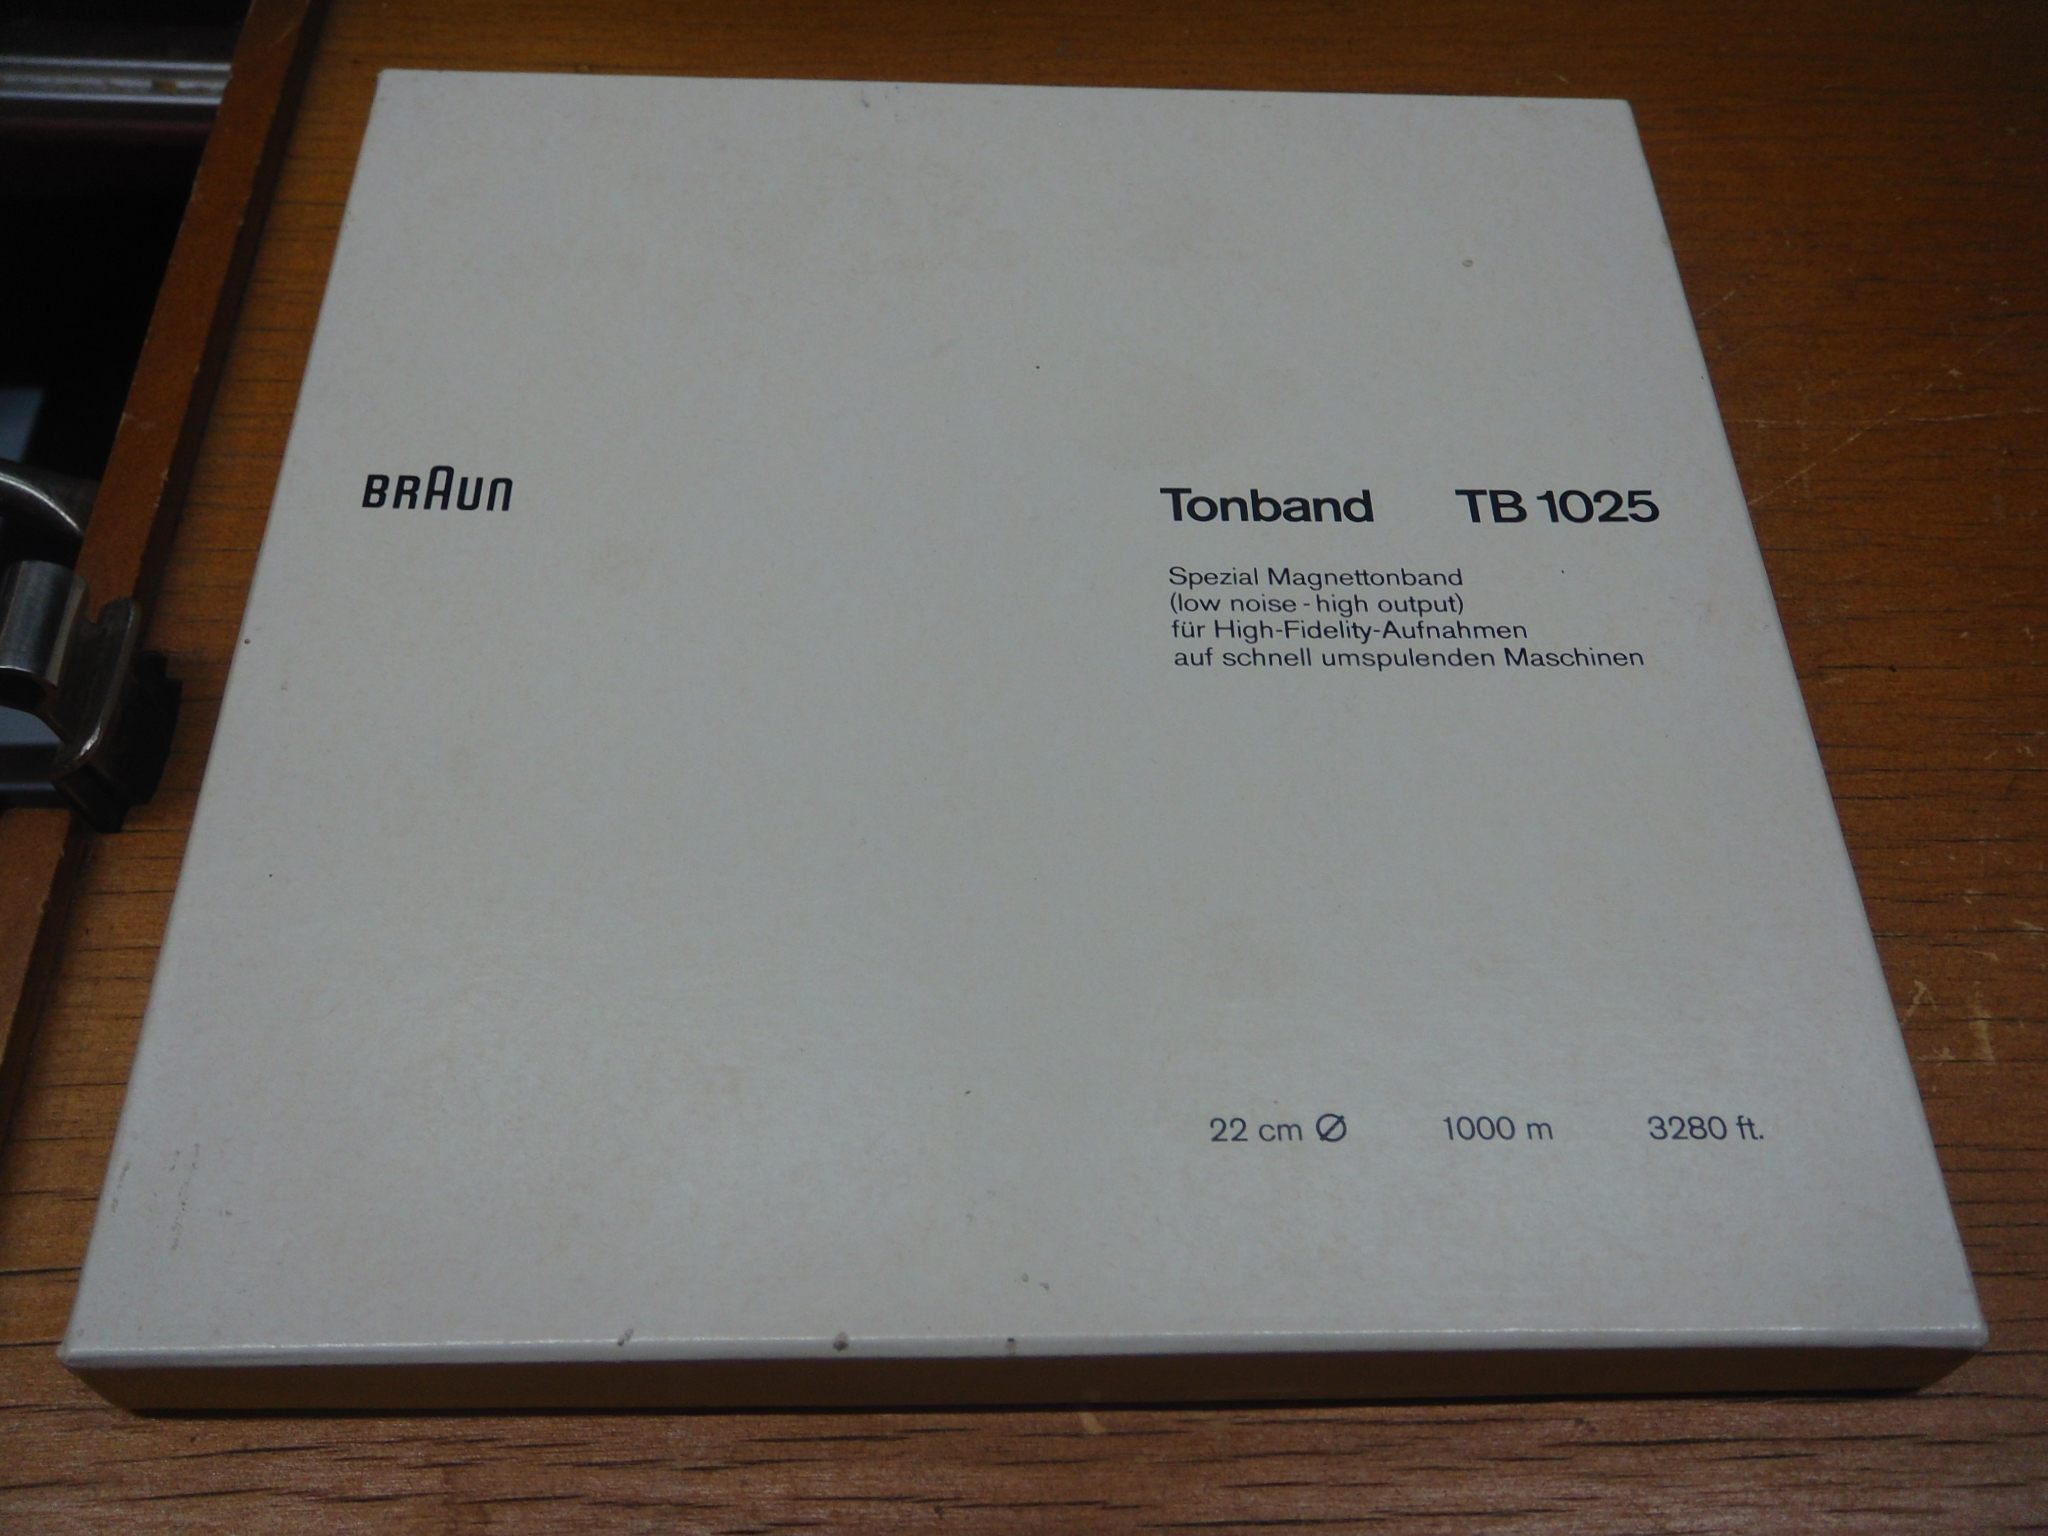 BRAUN
Tonband TB 1025
Spezial Magnettonband
(low noise - high output)
für High-Fidelity-Aufnahmen
auf schnell umspulenden Maschinen
22 cm Ø 1000 m 3280 ft.